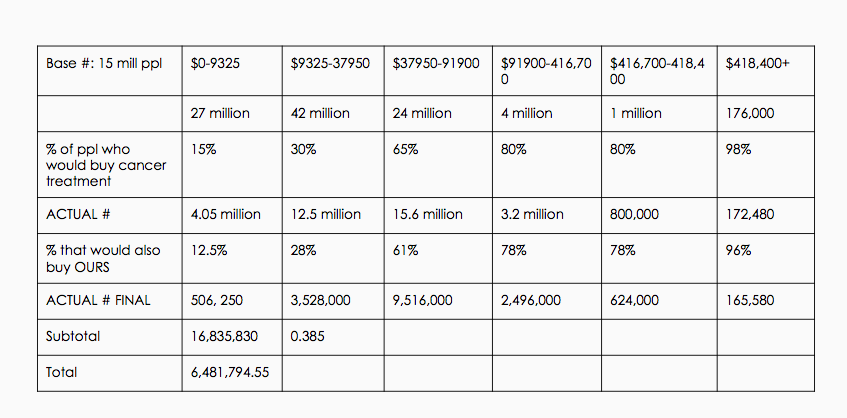 Base #: 15 mill ppl $0-9325 $9325-37950 $37950-91900 $91900-416,70 $416,700-418,4 $418,400+
0 00
27 million 42 million 24 million 4 million 1 million 176,000
% of ppl who 15% 30% 65% 80% 80% 98%
would buy cancer
treatment
ACTUAL # 4.05 million 12.5 million 15.6 million 3.2 million 800,000 172,480
% that would also 12.5% 28% 61% 78% 78% 96%
buy OURS
ACTUAL # FINAL 506, 250 3,528,000 9,516,000 2,496,000 624,000 165,580
Subtotal 16,835,830 0.385
Total 6,481,794.55